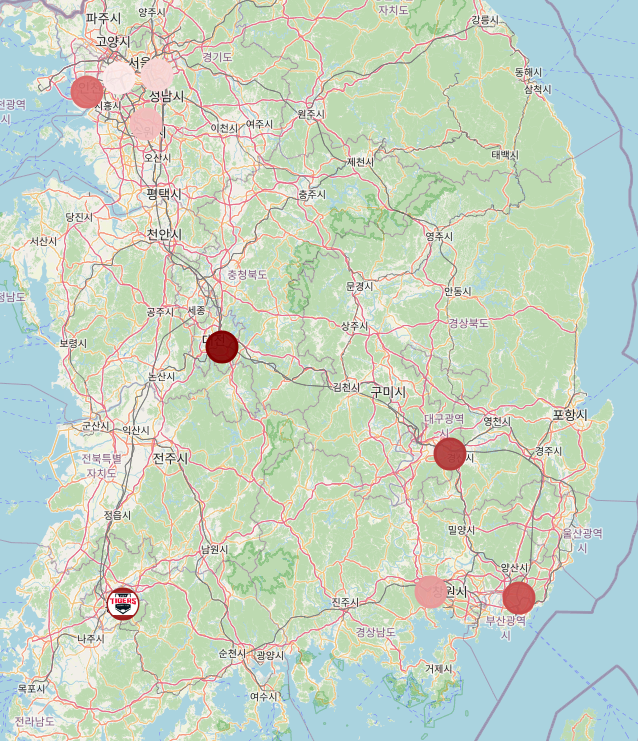 양주시
파주시
자치도
강릉시
고양시
경기도
동해시
삼척시
성남시
시흥시
이천시
여주시
원주시
오산시
태백시
제천시
평택시
충주시
당진시
천안시
영주시
서산시
충청북도
문경시
안동시
공주시
세종
상주시
경상북도
보령시
논산시
김천시
구미시
대구광역
시
포항시
군산시
익산시
영천시
전북특별
자치도
전주시
경주시
정읍시
밀양시
울산광역
시
남원시
양산시
TIGERS
진주시
부산광역
시
나주시
경상남도
순천시
광양시
거제시
목포시
여수시
전라남도